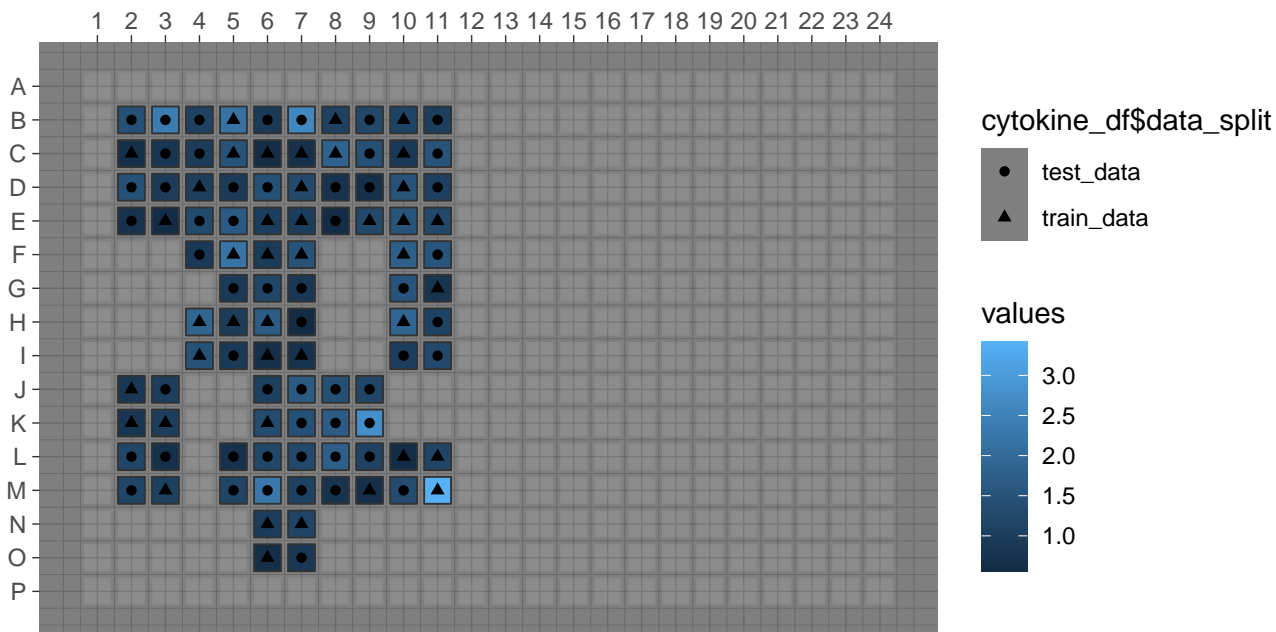 1 2 3 4 5 6 7 8 9 10 11 12 13 14 15 16 17 18 19 20 21 22 23 24
A
B
C
D
E
F
G
H
I
J
K
L
M
N
O
P
cytokine_df$data_split
test_data
train_data
values
3.0
2.5
2.0
1.5
1.0